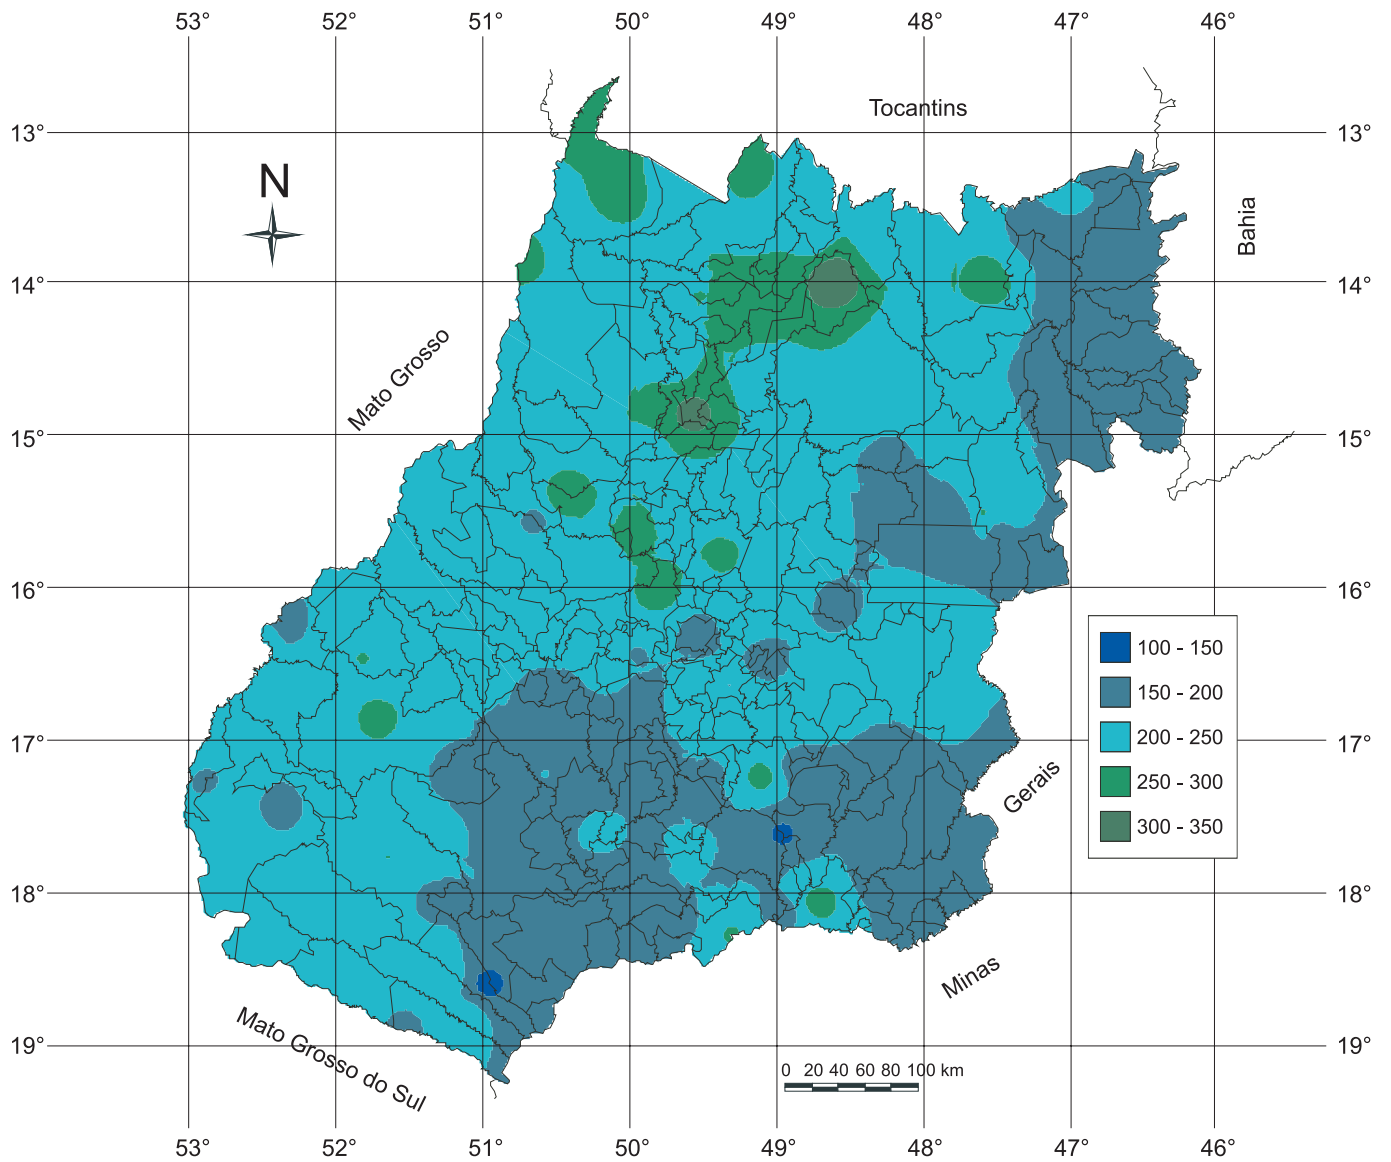 53° 52° 51° 50° 49° 48° 47° 46°
Tocantins
13° 13°
N
Bahia
14° 14°
Mato Grosso
15° 15°
16° 16°
100 - 150
150 - 200
200 - 250
250 - 300
300 - 350
17° 17°
Gerais
18° 18°
Minas
Mato Grosso do Sul
19° 19°
0 20 40 60 80 100 km
53° 52° 51° 50° 49° 48° 47° 46°